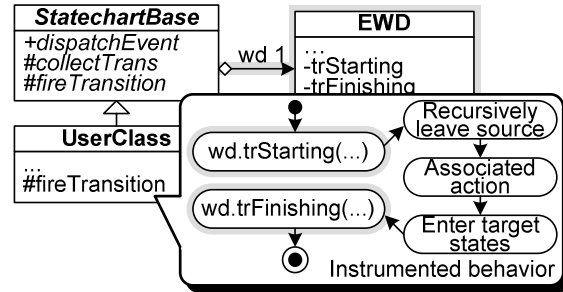 StatechartBase
+dispatchEvent
#collectTrans
#fireTransition
wd 1
EWD
...
-trStarting
-trFinishing
UserClass
...
#fireTransition
wd.trStarting(...)
wd.trFinishing(...)
Recursively
leave source
Associated
action
Enter target
states
Instrumented behavior